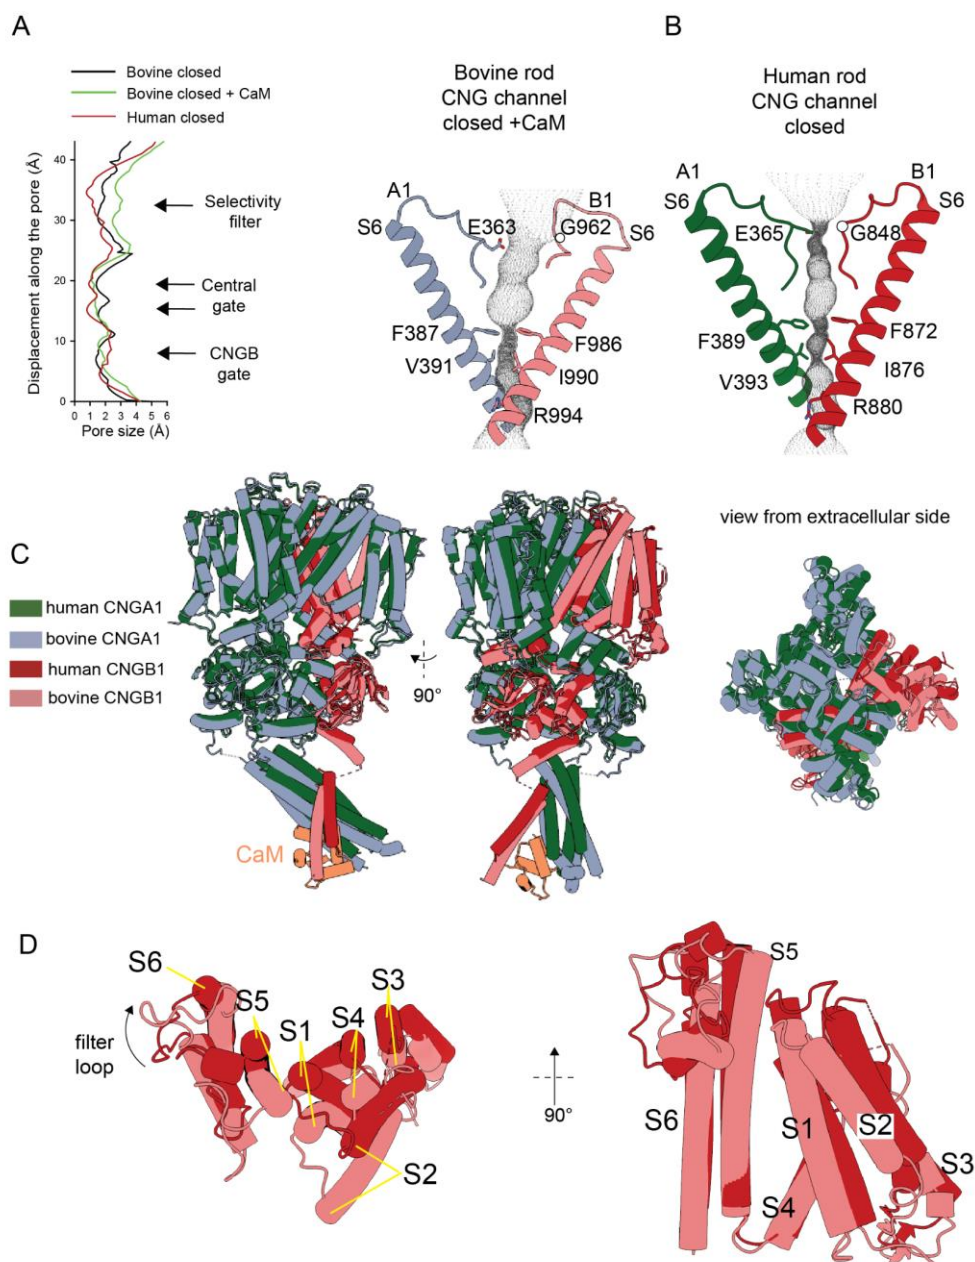 A
B
Bovine closed
Bovine closed + CaM
Human closed
Displacement along the pore (Å)
40
30
20
10
0
0 1 2 3 4 5 6
Pore size (Å)
Selectivity
filter
Central
gate
CNGB
gate
Bovine rod
CNG channel
closed +CaM
A1
B1
S6
E363
G962
S6
F387
F986
V391
I990
R994
Human rod
CNG channel
closed
A1
B1
S6
S6
E365
G848
F389
F872
V393
I876
R880
C
human CNGA1
bovine CNGA1
human CNGB1
bovine CNGB1
90°
CaM
view from extracellular side
D
S6
S5
S1
S4
S3
filter
loop
S2
90°
S5
S6
S1
S2
S3
S4